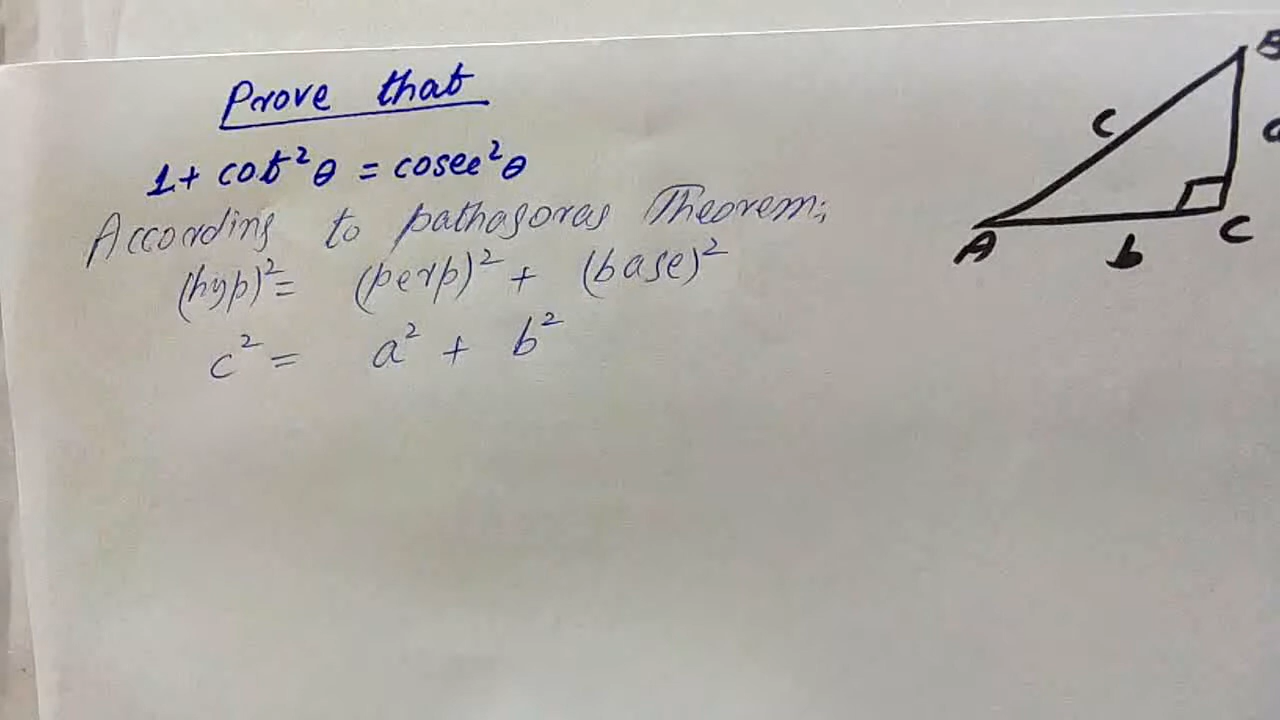 Prove that
1 + cot²θ = cosec²θ
According to pathagoras Theorem;
(hyp)² = (perp)² + (base)²
c² = a² + b²
B
c
A
b
C